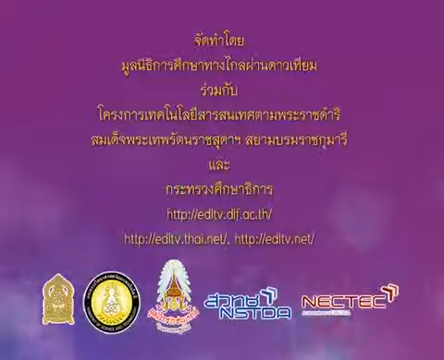 จัดทำโดย
มูลนิธิการศึกษาทางไกลผ่านดาวเทียม
ร่วมกับ
โครงการเทคโนโลยีสารสนเทศตามพระราชดำริ
สมเด็จพระเทพรัตนราชสุดาฯ สยามบรมราชกุมารี
และ
กระทรวงศึกษาธิการ
http://edltv.dlf.ac.th/
http://edltv.thai.net/, http://edltv.net/
สวทช NECTEC
NSTDA